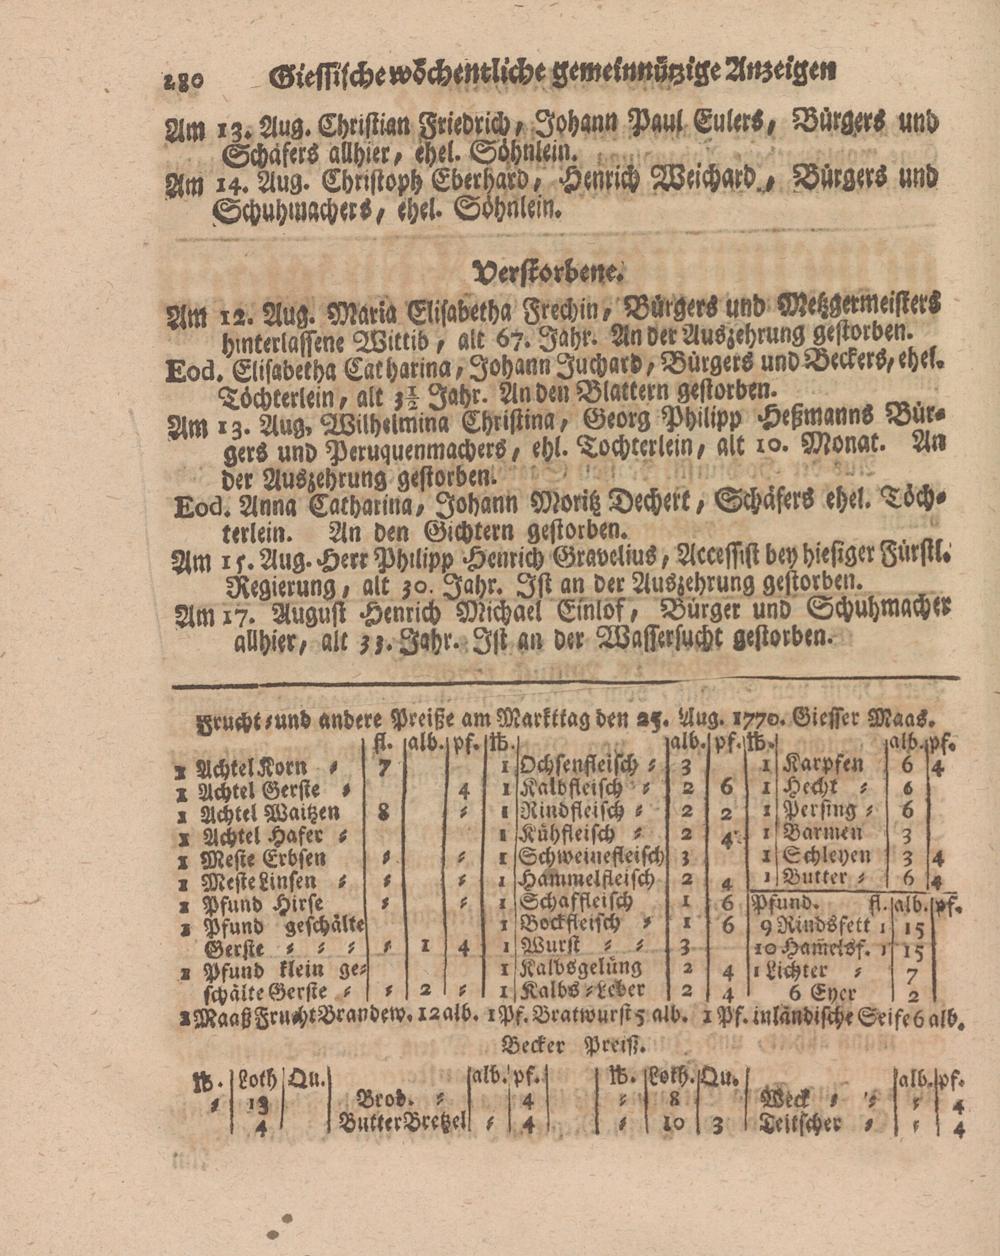 280 Giessische wöchentliche gemeinnützige Anzeigen
Am 13. Aug. Christian Friedrich, Johann Paul Eulers, Bürgers und
Schäfers allhier, ehel. Söhnlein.
Am 14. Aug. Christoph Eberhard, Henrich Weichard, Bürgers und
Schuhmachers, ehel. Söhnlein.
Verstorbene.
Am 12. Aug. Maria Elisabetha Frechin, Bürgers und Metzgermeisters
hinterlassene Wittib, alt 67. Jahr. An der Auszehrung gestorben.
Eod. Elisabetha Catharina, Johann Juchard, Bürgers und Beckers, ehel.
Töchterlein, alt 3½ Jahr. An den Blattern gestorben.
Am 13. Aug. Wilhelmina Christina, Georg Philipp Heßmanns Bür-
gers und Peruquenmachers, ehl. Tochterlein, alt 10. Monat. An
der Auszehrung gestorben.
Eod. Anna Catharina, Johann Moritz Dechert, Schäfers ehel. Töch-
terlein. An den Gichtern gestorben.
Am 15. Aug. Herr Philipp Henrich Gravelius, Accessist bey hiesiger Fürstl.
Regierung, alt 30. Jahr. Ist an der Auszehrung gestorben.
Am 17. August Henrich Michael Einlof, Bürger und Schuhmacher
allhier, alt 33. Jahr. Ist an der Wassersucht gestorben.
Frucht- und andere Preiße am Markttag den 25. Aug. 1770. Giesser Maas.
fl. alb. pf. ℔. alb. pf. ℔. alb. pf.
1 Achtel Korn - 7 1 Ochsenfleisch - 3 1 Karpfen 6 4
1 Achtel Gerste - 4 1 Kalbfleisch - 2 6 1 Hecht - 6
1 Achtel Waitzen 8 - 1 Rindfleisch - 2 2 1 Persing - 6
1 Achtel Hafer - 1 Kühfleisch - 2 4 1 Barmen 3
1 Meste Erbsen - - 1 Schweinefleisch 3 1 Schleyen 3 4
1 Meste Linsen - - - 1 Hammelfleisch 2 4 1 Butter - 6 4
1 Pfund Hirse - - 1 Schaffleisch 1 6 Pfund. fl. alb. pf.
1 Pfund geschälte 1 Bockfleisch - 1 6 9 Rindsfett 1 15
Gerste - - - - 1 4 1 Wurst - - 3 10 Ham̄elsf. 1 15
1 Pfund klein ge- 1 Kalbsgelüng 2 4 1 Lichter - 7
schälte Gerste - - 2 - 1 Kalbs-Leber 2 4 6 Eyer 2
1 Maaß Frucht Brandew. 12 alb. 1 Pf. Bratwurst 5 alb. 1 Pf. inländische Seife 6 alb.
Becker Preiß.
℔. Loth Qu. alb. pf. ℔. Loth. Qu. alb. pf.
- 13 Brod. - 4 - 8 Weck - - - 4
4 Butter Bretzel - 4 - 10 3 Teitscher - - 4